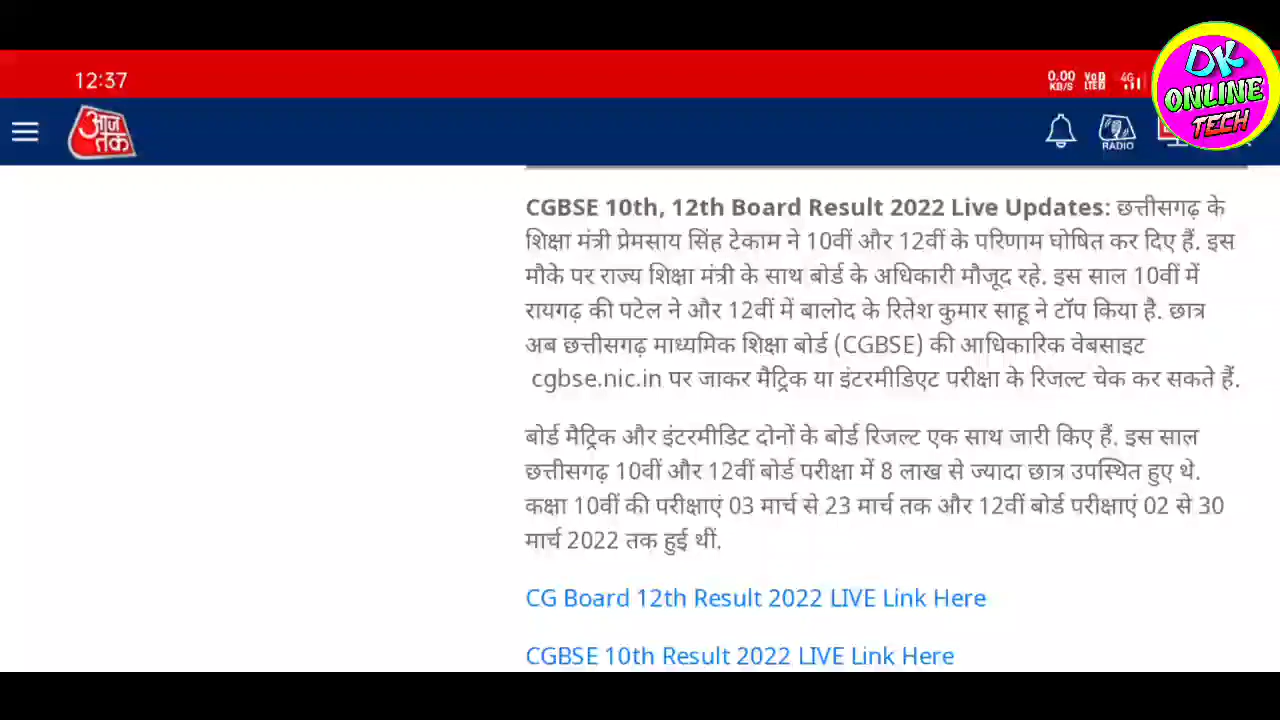 12:37
0.00 KB/S
VoD LTE 2
4G
DK
ONLINE
TECH
आज तक
RADIO
CGBSE 10th, 12th Board Result 2022 Live Updates: छत्तीसगढ़ के
शिक्षा मंत्री प्रेमसाय सिंह टेकाम ने 10वीं और 12वीं के परिणाम घोषित कर दिए हैं. इस
मौके पर राज्य शिक्षा मंत्री के साथ बोर्ड के अधिकारी मौजूद रहे. इस साल 10वीं में
रायगढ़ की पटेल ने और 12वीं में बालोद के रितेश कुमार साहू ने टॉप किया है. छात्र
अब छत्तीसगढ़ माध्यमिक शिक्षा बोर्ड (CGBSE) की आधिकारिक वेबसाइट
cgbse.nic.in पर जाकर मैट्रिक या इंटरमीडिएट परीक्षा के रिजल्ट चेक कर सकते हैं.
बोर्ड मैट्रिक और इंटरमीडिट दोनों के बोर्ड रिजल्ट एक साथ जारी किए हैं. इस साल
छत्तीसगढ़ 10वीं और 12वीं बोर्ड परीक्षा में 8 लाख से ज्यादा छात्र उपस्थित हुए थे.
कक्षा 10वीं की परीक्षाएं 03 मार्च से 23 मार्च तक और 12वीं बोर्ड परीक्षाएं 02 से 30
मार्च 2022 तक हुई थीं.
CG Board 12th Result 2022 LIVE Link Here
CGBSE 10th Result 2022 LIVE Link Here